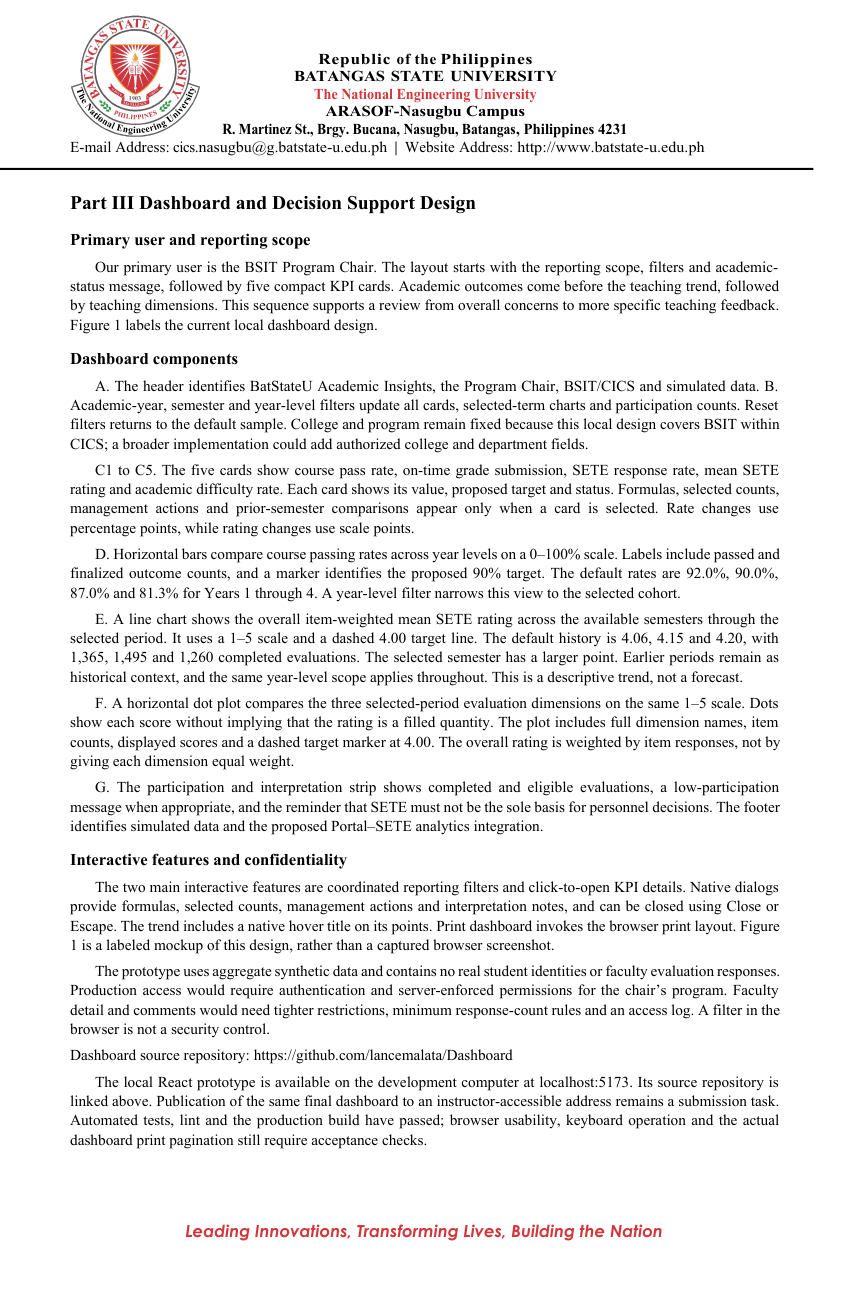 BATANGAS STATE UNIVERSITY
The National Engineering University
1903
PHILIPPINES
Republic of the Philippines
BATANGAS STATE UNIVERSITY
The National Engineering University
ARASOF-Nasugbu Campus
R. Martinez St., Brgy. Bucana, Nasugbu, Batangas, Philippines 4231
E-mail Address: cics.nasugbu@g.batstate-u.edu.ph | Website Address: http://www.batstate-u.edu.ph
Part III Dashboard and Decision Support Design
Primary user and reporting scope
Our primary user is the BSIT Program Chair. The layout starts with the reporting scope, filters and academic-
status message, followed by five compact KPI cards. Academic outcomes come before the teaching trend, followed
by teaching dimensions. This sequence supports a review from overall concerns to more specific teaching feedback.
Figure 1 labels the current local dashboard design.
Dashboard components
A. The header identifies BatStateU Academic Insights, the Program Chair, BSIT/CICS and simulated data. B.
Academic-year, semester and year-level filters update all cards, selected-term charts and participation counts. Reset
filters returns to the default sample. College and program remain fixed because this local design covers BSIT within
CICS; a broader implementation could add authorized college and department fields.
C1 to C5. The five cards show course pass rate, on-time grade submission, SETE response rate, mean SETE
rating and academic difficulty rate. Each card shows its value, proposed target and status. Formulas, selected counts,
management actions and prior-semester comparisons appear only when a card is selected. Rate changes use
percentage points, while rating changes use scale points.
D. Horizontal bars compare course passing rates across year levels on a 0–100% scale. Labels include passed and
finalized outcome counts, and a marker identifies the proposed 90% target. The default rates are 92.0%, 90.0%,
87.0% and 81.3% for Years 1 through 4. A year-level filter narrows this view to the selected cohort.
E. A line chart shows the overall item-weighted mean SETE rating across the available semesters through the
selected period. It uses a 1–5 scale and a dashed 4.00 target line. The default history is 4.06, 4.15 and 4.20, with
1,365, 1,495 and 1,260 completed evaluations. The selected semester has a larger point. Earlier periods remain as
historical context, and the same year-level scope applies throughout. This is a descriptive trend, not a forecast.
F. A horizontal dot plot compares the three selected-period evaluation dimensions on the same 1–5 scale. Dots
show each score without implying that the rating is a filled quantity. The plot includes full dimension names, item
counts, displayed scores and a dashed target marker at 4.00. The overall rating is weighted by item responses, not by
giving each dimension equal weight.
G. The participation and interpretation strip shows completed and eligible evaluations, a low-participation
message when appropriate, and the reminder that SETE must not be the sole basis for personnel decisions. The footer
identifies simulated data and the proposed Portal–SETE analytics integration.
Interactive features and confidentiality
The two main interactive features are coordinated reporting filters and click-to-open KPI details. Native dialogs
provide formulas, selected counts, management actions and interpretation notes, and can be closed using Close or
Escape. The trend includes a native hover title on its points. Print dashboard invokes the browser print layout. Figure
1 is a labeled mockup of this design, rather than a captured browser screenshot.
The prototype uses aggregate synthetic data and contains no real student identities or faculty evaluation responses.
Production access would require authentication and server-enforced permissions for the chair’s program. Faculty
detail and comments would need tighter restrictions, minimum response-count rules and an access log. A filter in the
browser is not a security control.
Dashboard source repository: https://github.com/lancemalata/Dashboard
The local React prototype is available on the development computer at localhost:5173. Its source repository is
linked above. Publication of the same final dashboard to an instructor-accessible address remains a submission task.
Automated tests, lint and the production build have passed; browser usability, keyboard operation and the actual
dashboard print pagination still require acceptance checks.
Leading Innovations, Transforming Lives, Building the Nation